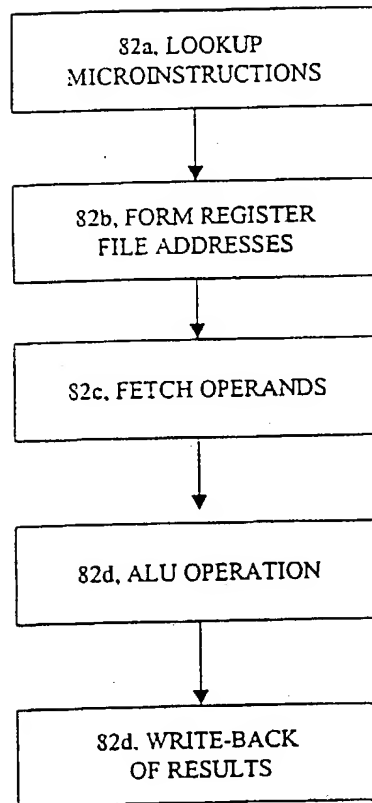 82a, LOOKUP
MICROINSTRUCTIONS
82b, FORM REGISTER
FILE ADDRESSES
82c, FETCH OPERANDS
82d, ALU OPERATION
82d, WRITE-BACK
OF RESULTS